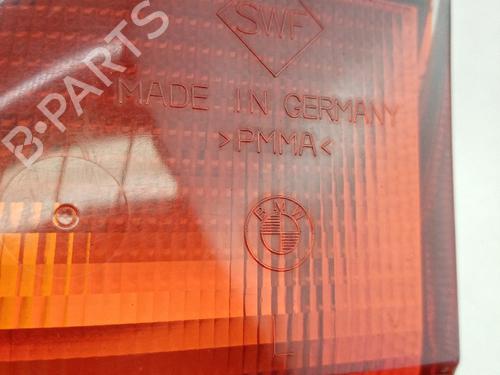 SWF
MADE IN GERMANY
>PMMA<
BMW
L
B-PARTS